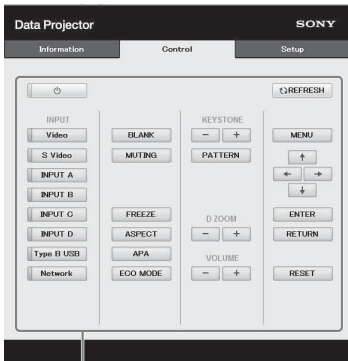 Data Projector SONY
Information Control Setup
REFRESH
INPUT KEYSTONE
Video BLANK - + MENU
S Video MUTING PATTERN
INPUT A
INPUT B
INPUT C FREEZE D ZOOM ENTER
INPUT D ASPECT - + RETURN
Type B USB APA VOLUME
Network ECO MODE - + RESET